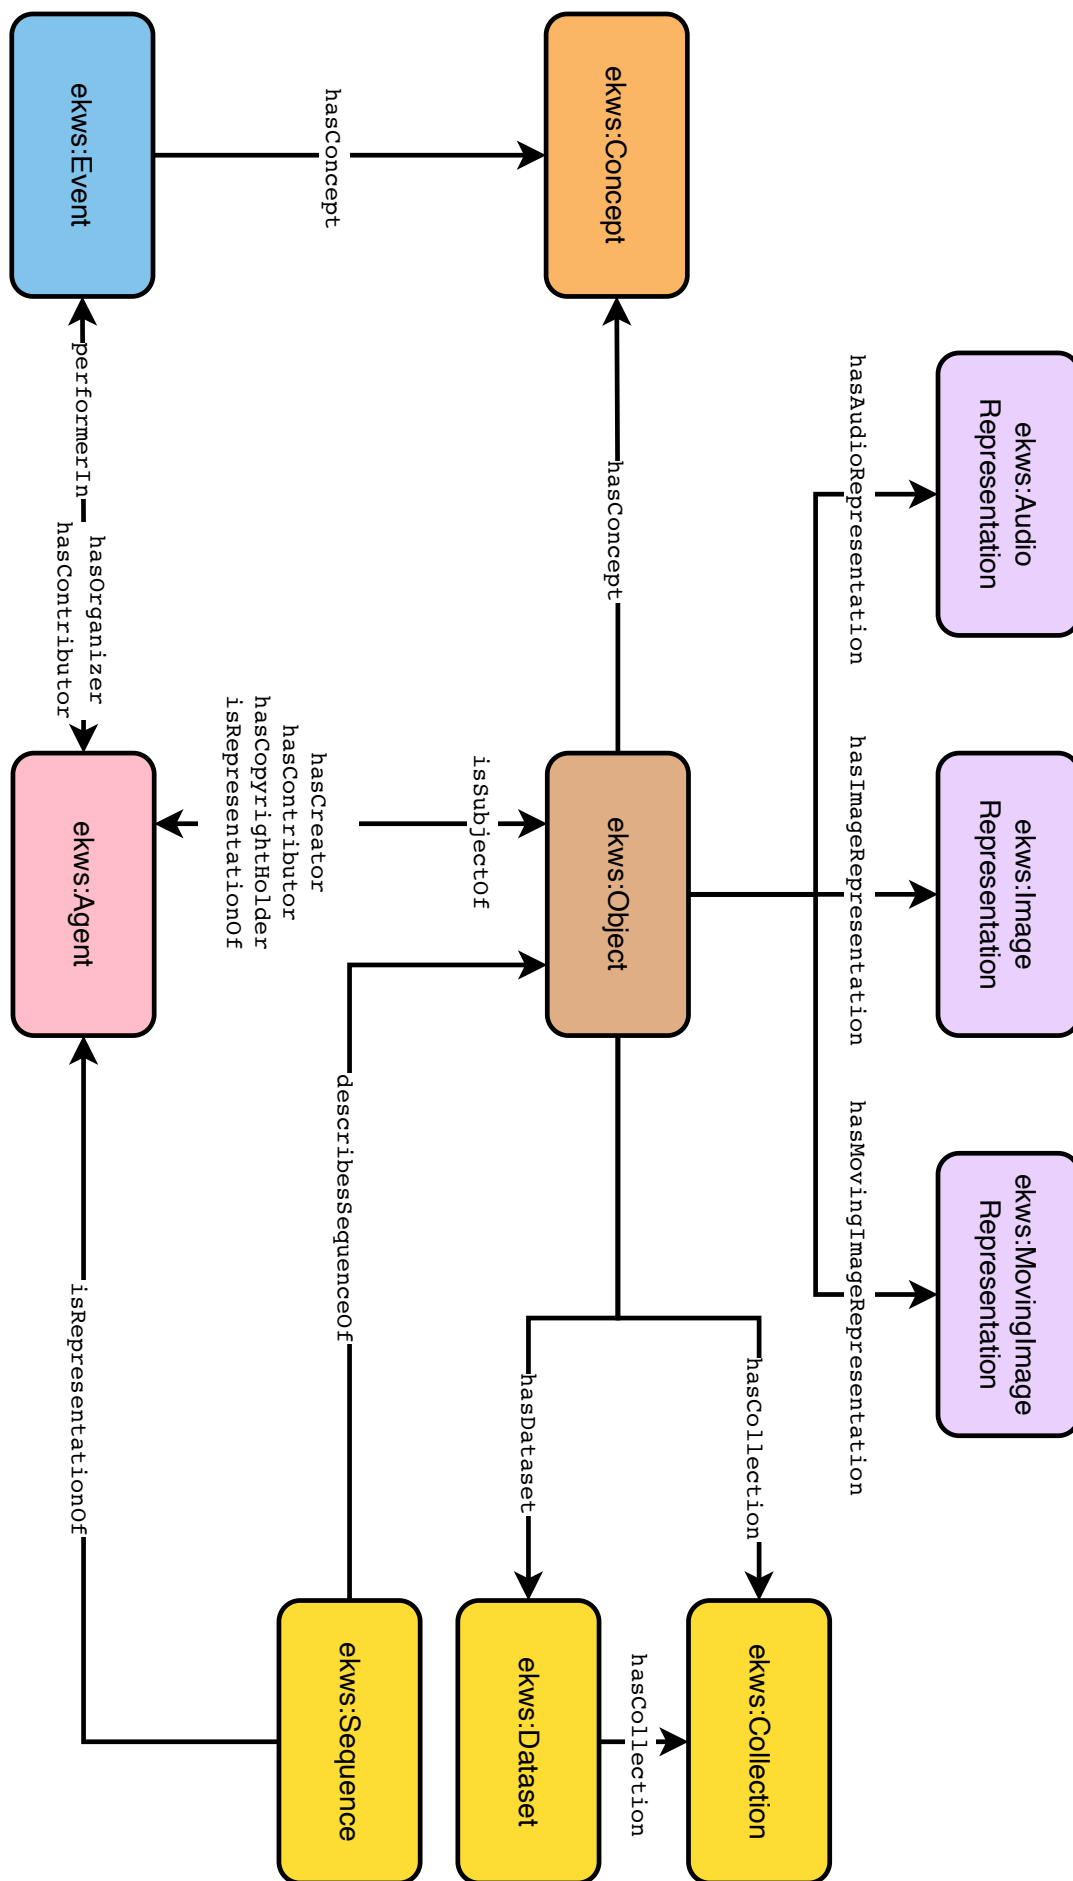 ekws:Audio
Representation
ekws:Image
Representation
ekws:MovingImage
Representation
hasAudioRepresentation
hasImageRepresentation
hasMovingImageRepresentation
ekws:Concept
hasConcept
ekws:Object
hasCollection
ekws:Collection
hasCollection
hasDataset
ekws:Dataset
isSubjectOf
hasConcept
hasCreator
hasContributor
hasCopyrightHolder
isRepresentationOf
describesSequenceOf
ekws:Sequence
ekws:Event
performerIn
hasOrganizer
hasContributor
ekws:Agent
isRepresentationOf